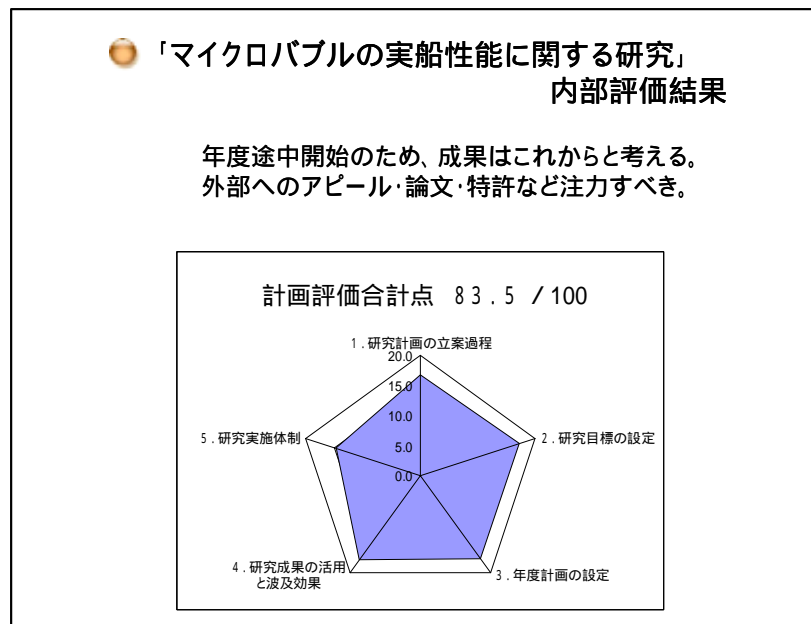 「マイクロバブルの実船性能に関する研究」
内部評価結果
年度途中開始のため、成果はこれからと考える。
外部へのアピール・論文・特許など注力すべき。
計画評価合計点 83.5 /100
1.研究計画の立案過程
20.0
15.0
10.0
5.0
0.0
2.研究目標の設定
3.年度計画の設定
4.研究成果の活用
と波及効果
5.研究実施体制